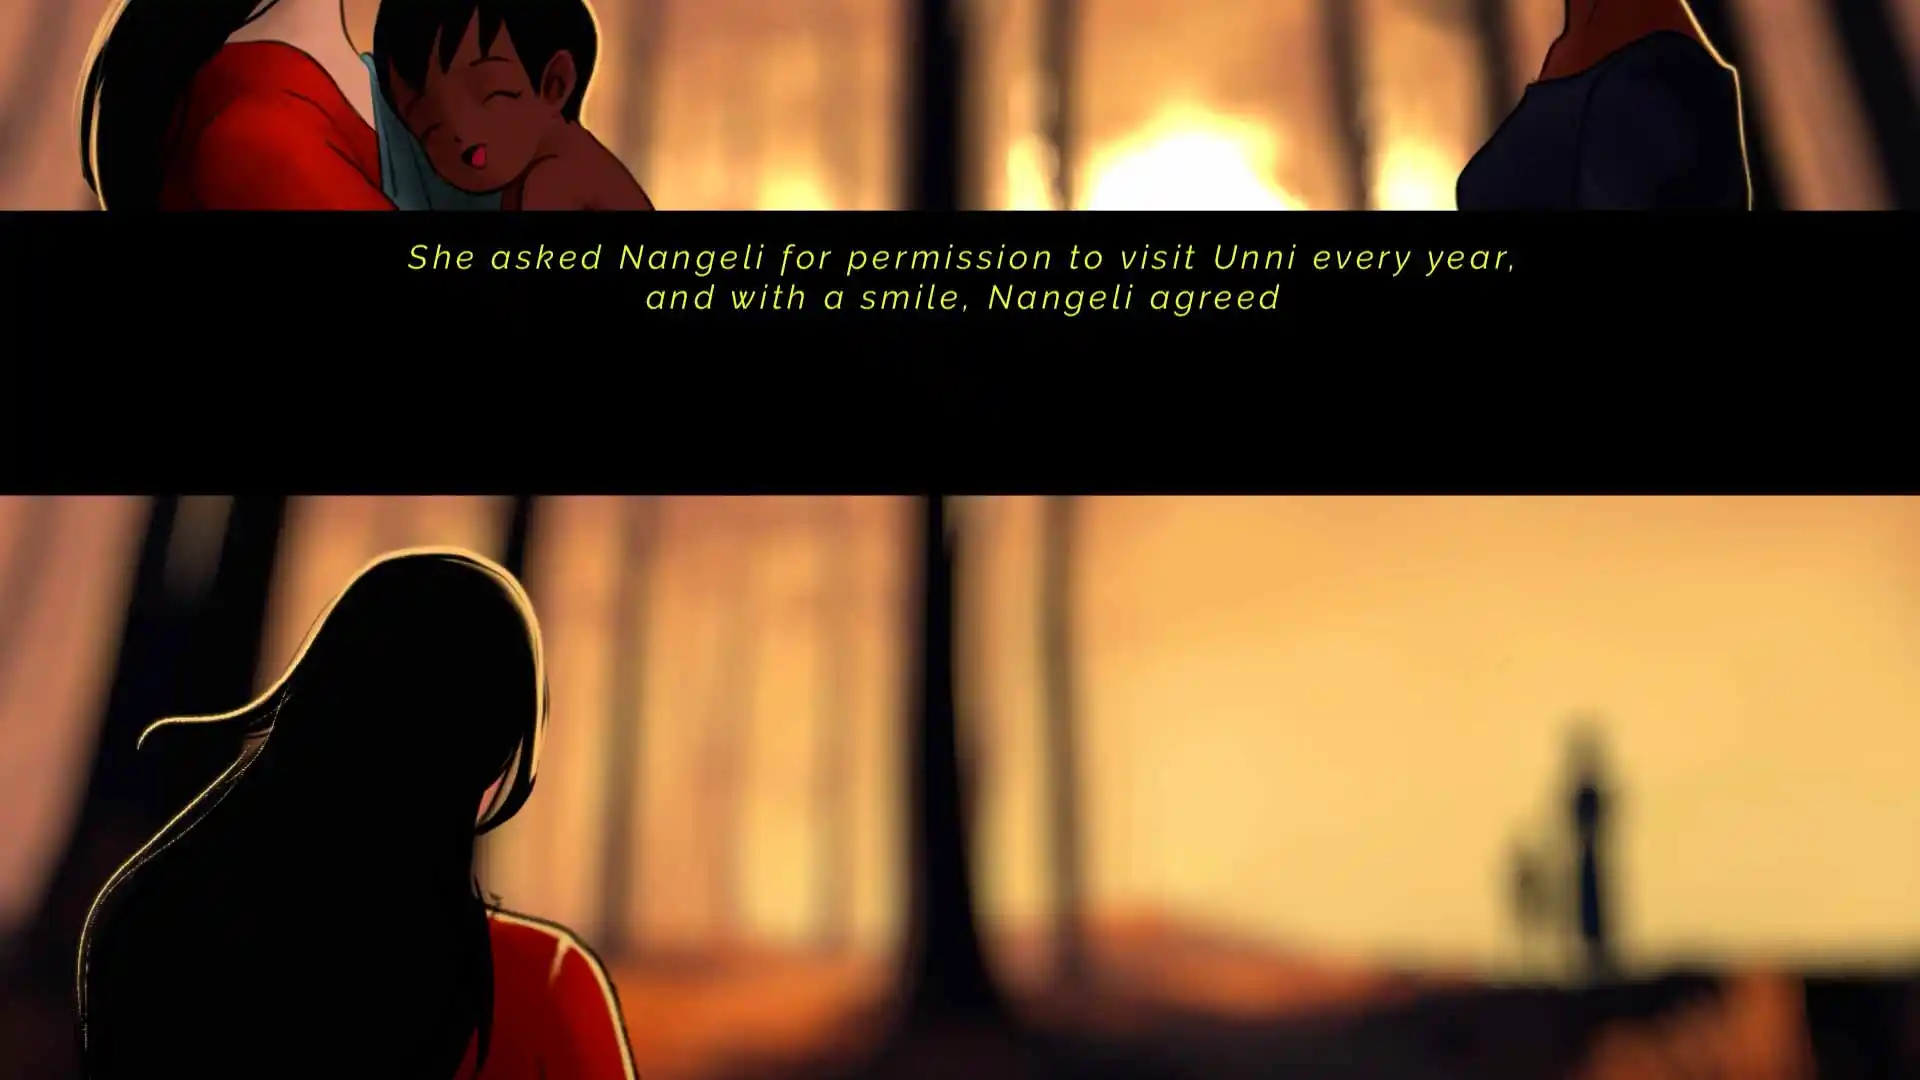 She asked Nangeli for permission to visit Unni every year,
and with a smile, Nangeli agreed